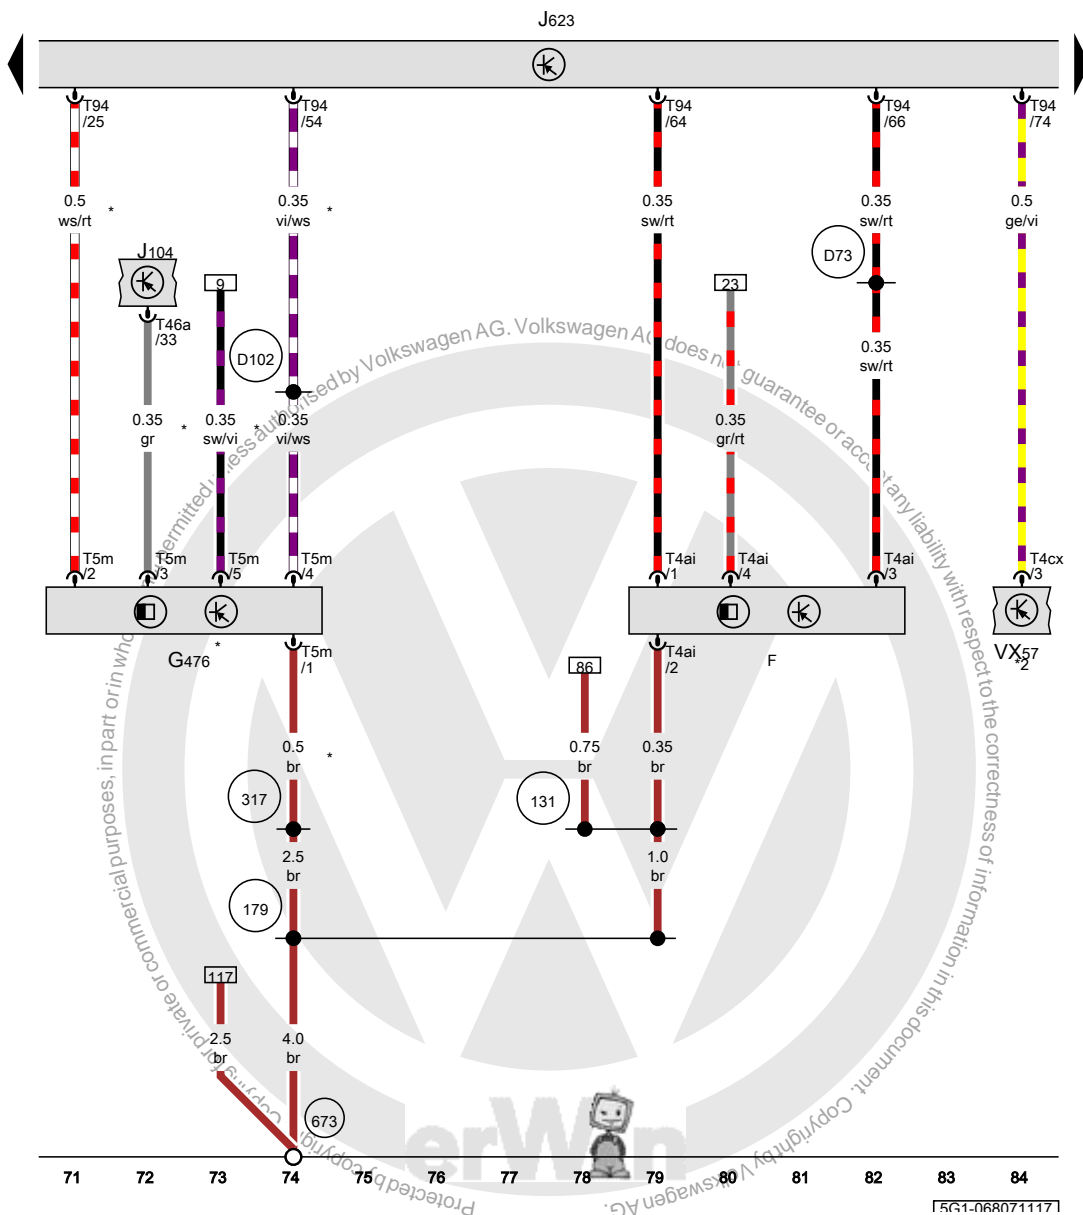 J623
T94 T94 T94 T94 T94
/25 /54 /64 /66 /74
0.5 0.35 0.35 0.35 0.5
ws/rt * vi/ws * sw/rt sw/rt ge/vi
J104
D73
9 23
T46a
/33
0.35
sw/rt
D102
0.35 0.35 0.35 0.35
gr * sw/vi * vi/ws gr/rt
T5m T5m T5m T5m T4ai T4ai T4ai T4cx
/2 /3 /5 /4 /1 /4 /3 /3
G476 *
T5m
/1
86
T4ai
/2
F
VX57
*2
0.5 0.75 0.35
br * br br
317 131
2.5 1.0
br br
179
117
2.5 4.0
br br
673
71 72 73 74 75 76 77 78 79 80 81 82 83 84
5G1-068071117
erWin
Protected by copyright. Copying for private or commercial purposes, in part or in whole, permitted unless authorised by Volkswagen AG. Volkswagen AG does not guarantee or accept any liability with respect to the correctness of information in this document. Copyright by Volkswagen AG.